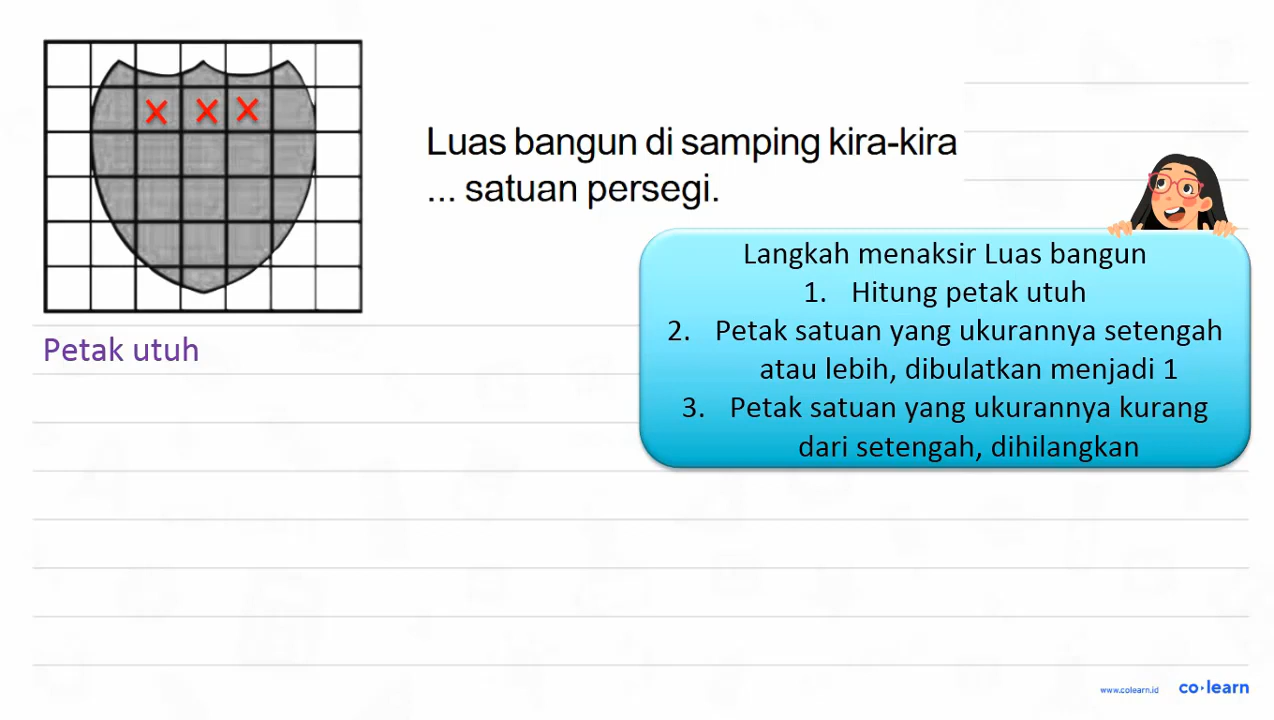 Luas bangun di samping kira-kira
... satuan persegi.
Langkah menaksir Luas bangun
1. Hitung petak utuh
2. Petak satuan yang ukurannya setengah
atau lebih, dibulatkan menjadi 1
3. Petak satuan yang ukurannya kurang
dari setengah, dihilangkan
Petak utuh
www.colearn.id co·learn